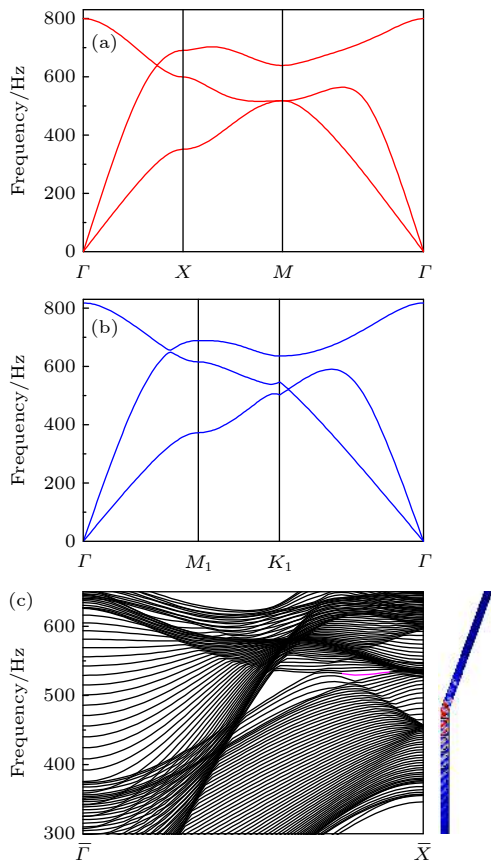 (a)
Frequency/Hz
800
600
400
200
0
Γ X M Γ
(b)
Frequency/Hz
800
600
400
200
0
Γ M1 K1 Γ
(c)
Frequency/Hz
600
500
400
300
Γ̅ X̅